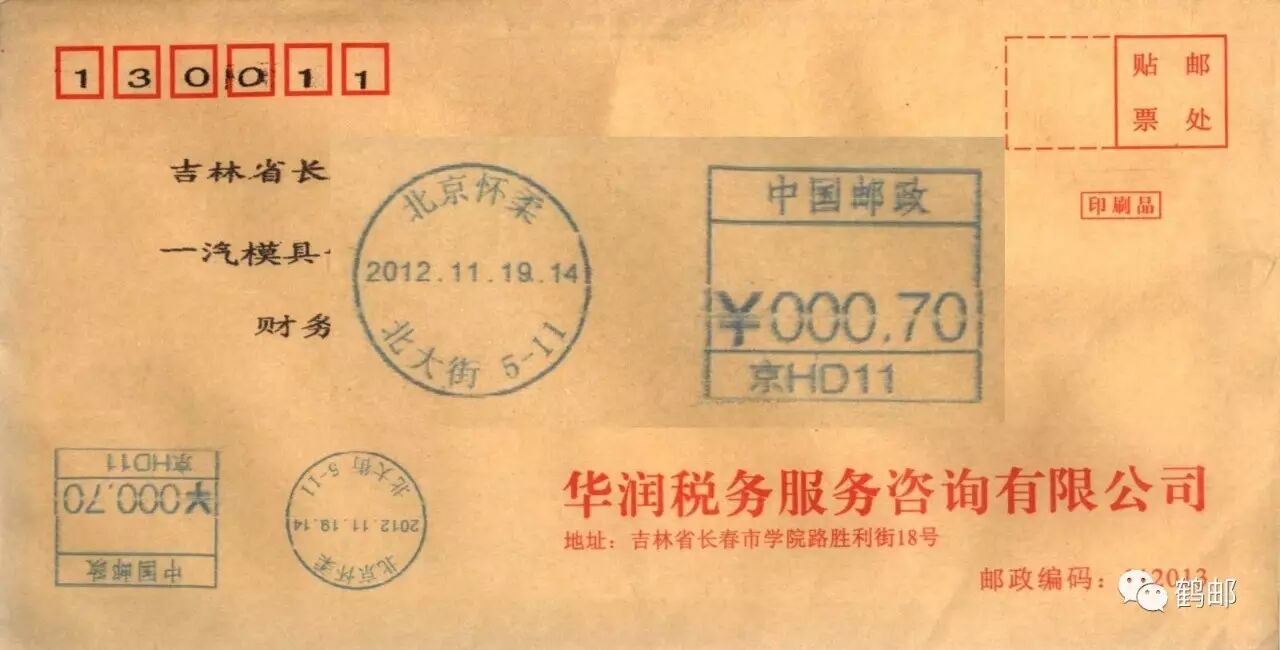 130011
贴 邮
票 处
印刷品
吉林省长
一汽模具
财务
北京怀柔
2012.11.19.14
北大街 5-11
中国邮政
¥000.70
京HD11
中国邮政
¥000.70
京HD11
北京怀柔
2012.11.19.14
北大街 5-11
华润税务服务咨询有限公司
地址：吉林省长春市学院路胜利街18号
邮政编码： 2013
鹤邮